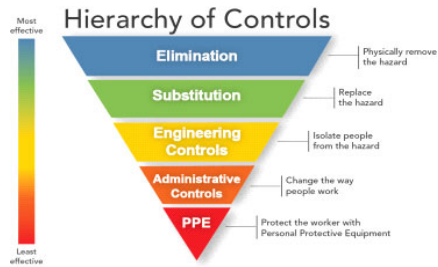 Most
effective
Hierarchy of Controls
Elimination
Physically remove
the hazard
Substitution
Replace
the hazard
Engineering
Controls
Isolate people
from the hazard
Administrative
Controls
Change the way
people work
PPE
Protect the worker with
Personal Protective Equipment
Least
effective